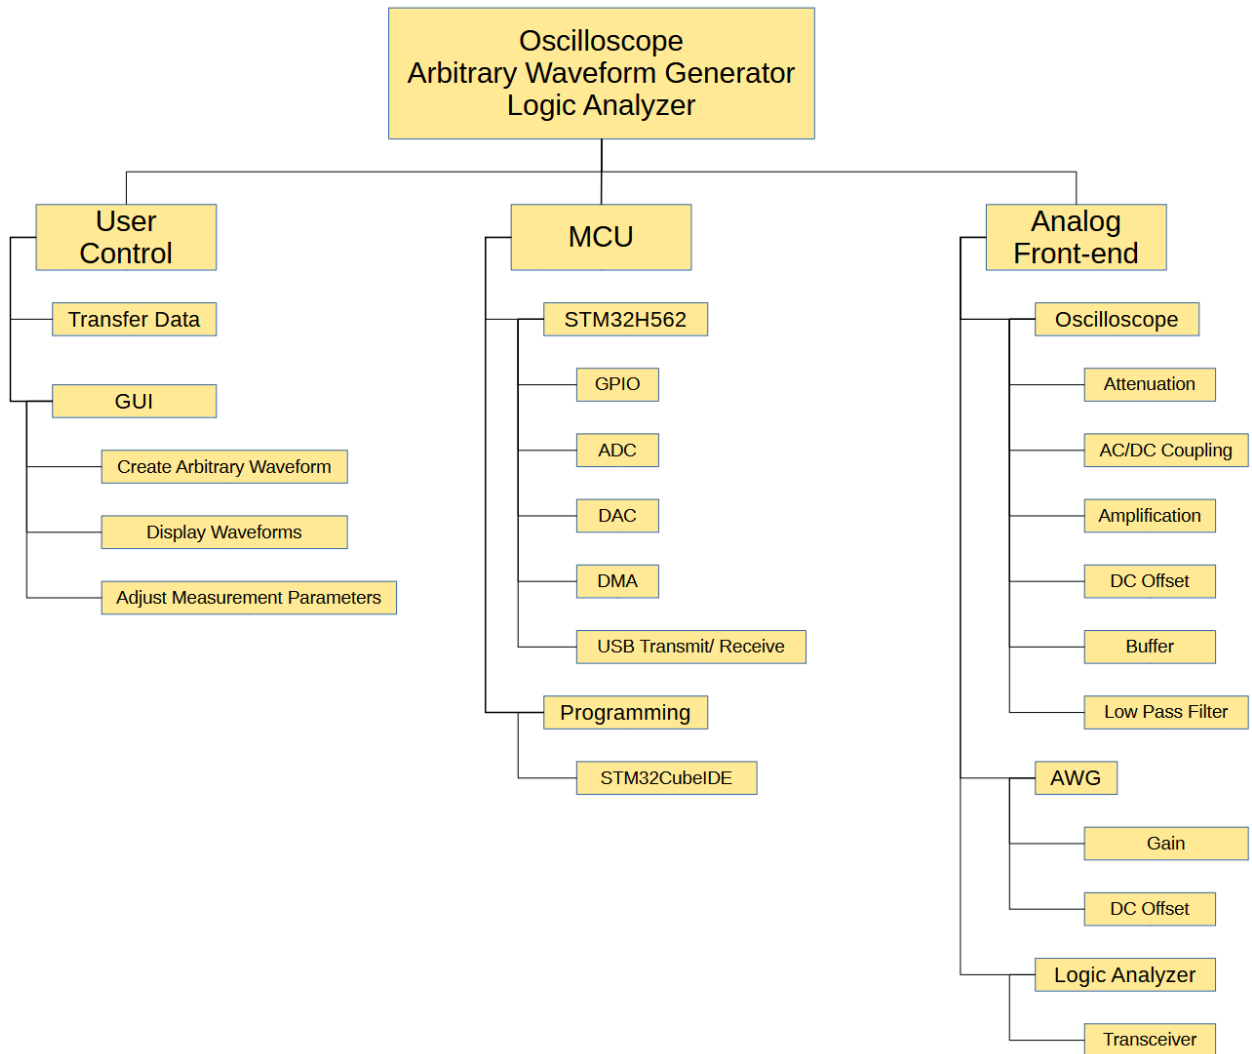 Oscilloscope
Arbitrary Waveform Generator
Logic Analyzer
User
Control
Transfer Data
GUI
Create Arbitrary Waveform
Display Waveforms
Adjust Measurement Parameters
MCU
STM32H562
GPIO
ADC
DAC
DMA
USB Transmit/ Receive
Programming
STM32CubeIDE
Analog
Front-end
Oscilloscope
Attenuation
AC/DC Coupling
Amplification
DC Offset
Buffer
Low Pass Filter
AWG
Gain
DC Offset
Logic Analyzer
Transceiver